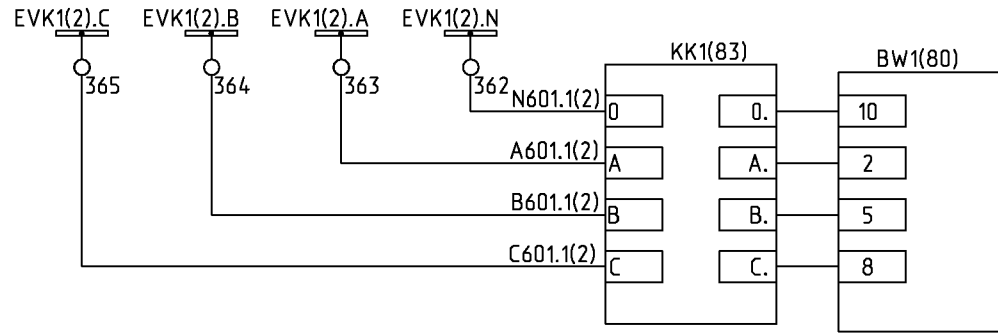 EVK1(2).C EVK1(2).B EVK1(2).A EVK1(2).N
KK1(83)
BW1(80)
365 364 363 362
N601.1(2) 0 0. 10
A601.1(2) A A. 2
B601.1(2) B B. 5
C601.1(2) C C. 8